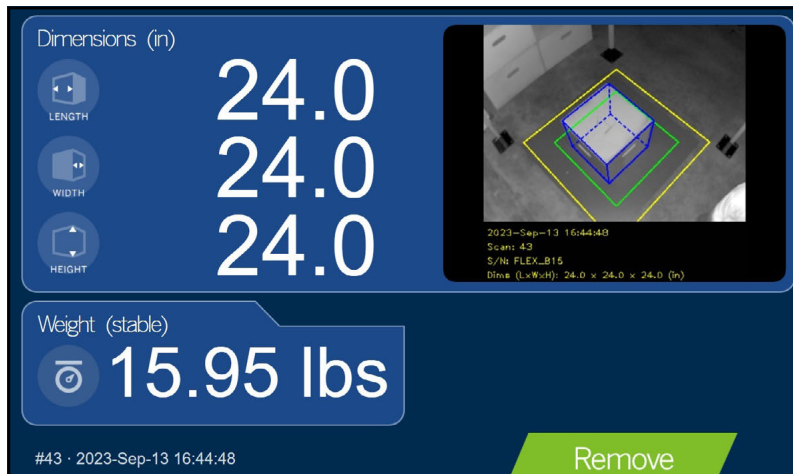 Dimensions (in)
LENGTH
24.0
WIDTH
24.0
HEIGHT
24.0
2023-Sep-13 16:44:48
Scan: 43
S/N: FLEX_B15
Dims (LxWxH): 24.0 x 24.0 x 24.0 (in)
Weight (stable)
15.95 lbs
#43 · 2023-Sep-13 16:44:48
Remove